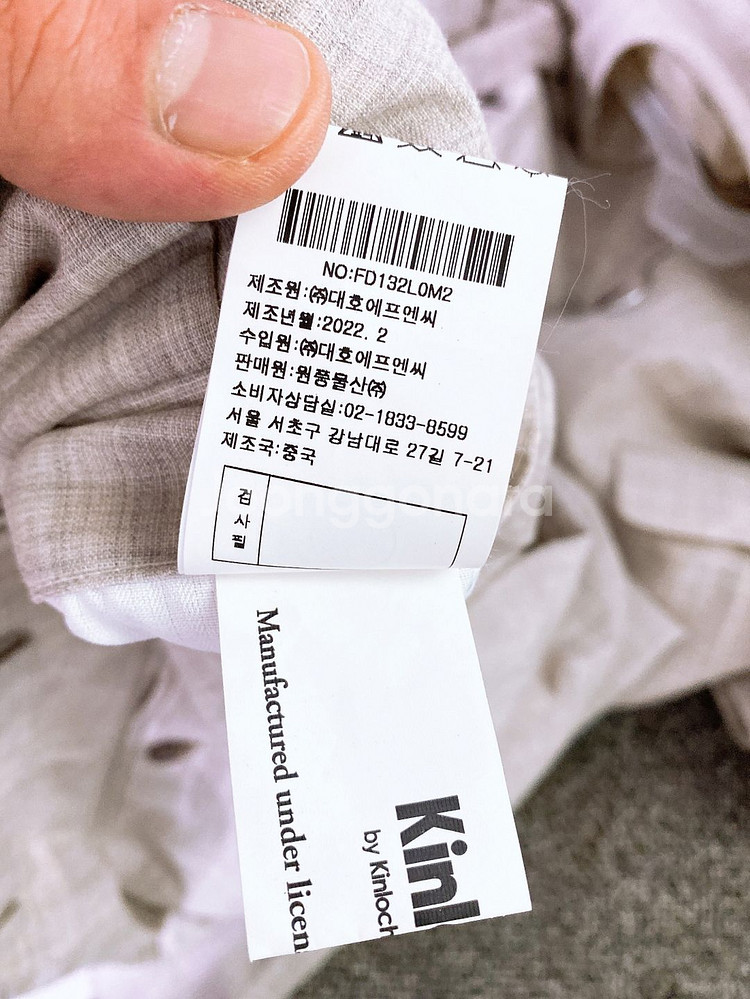 NO:FD132L0M2
제조원:㈜대호에프엔씨
제조년월:2022. 2
수입원:㈜대호에프엔씨
판매원:원풍물산㈜
소비자상담실:02-1833-8599
서울 서초구 강남대로 27길 7-21
제조국:중국
검사필
joonggonara
Manufactured under licen
Kinl
by Kinloch